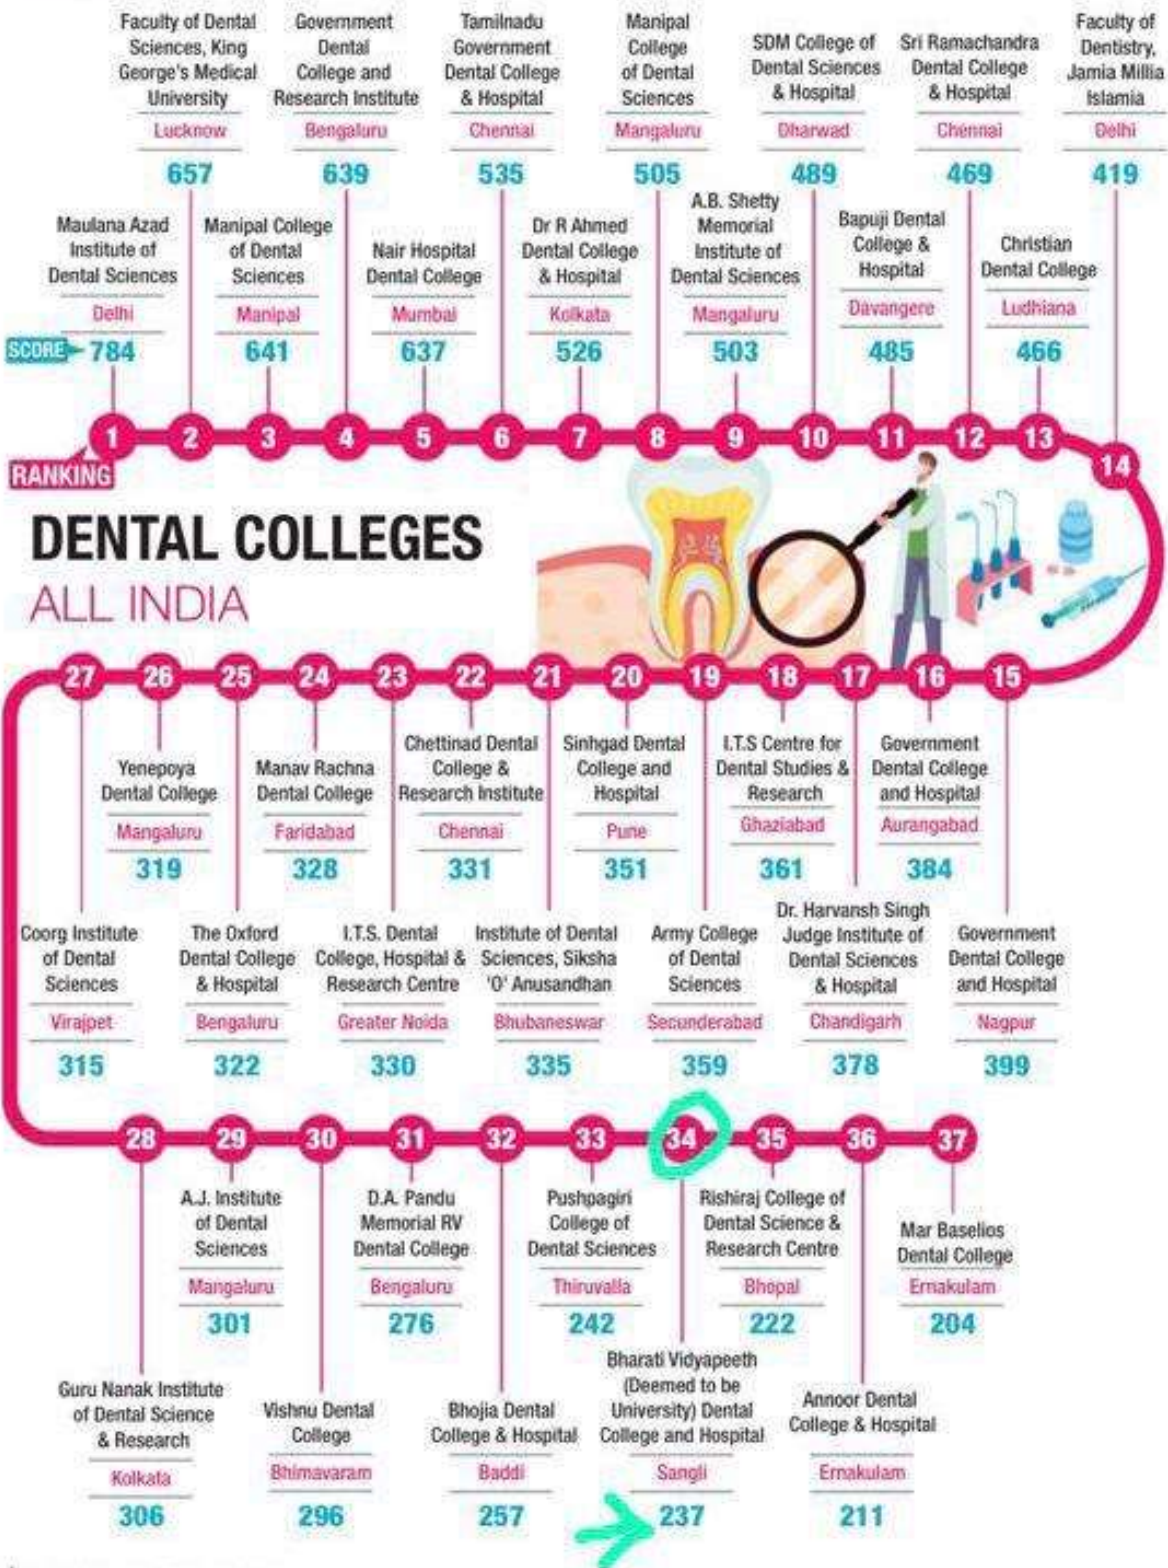 Faculty of Dental
Sciences, King
George's Medical
University
Lucknow
657
Government
Dental
College and
Research Institute
Bengaluru
639
Tamilnadu
Government
Dental College
& Hospital
Chennai
535
Manipal
College
of Dental
Sciences
Mangaluru
505
SDM College of
Dental Sciences
& Hospital
Dharwad
489
Sri Ramachandra
Dental College
& Hospital
Chennai
469
Faculty of
Dentistry,
Jamia Millia
Islamia
Delhi
419
Maulana Azad
Institute of
Dental Sciences
Delhi
SCORE 784
Manipal College
of Dental
Sciences
Manipal
641
Nair Hospital
Dental College
Mumbai
637
Dr R Ahmed
Dental College
& Hospital
Kolkata
526
A.B. Shetty
Memorial
Institute of
Dental Sciences
Mangaluru
503
Bapuji Dental
College &
Hospital
Davangere
485
Christian
Dental College
Ludhiana
466
1 2 3 4 5 6 7 8 9 10 11 12 13
14
RANKING
DENTAL COLLEGES
ALL INDIA
27 26 25 24 23 22 21 20 19 18 17 16 15
Yenepoya
Dental College
Mangaluru
319
Manav Rachna
Dental College
Faridabad
328
Chettinad Dental
College &
Research Institute
Chennai
331
Sinhgad Dental
College and
Hospital
Pune
351
I.T.S Centre for
Dental Studies &
Research
Ghaziabad
361
Government
Dental College
and Hospital
Aurangabad
384
Coorg Institute
of Dental
Sciences
Virajpet
315
The Oxford
Dental College
& Hospital
Bengaluru
322
I.T.S. Dental
College, Hospital &
Research Centre
Greater Noida
330
Institute of Dental
Sciences, Siksha
'O' Anusandhan
Bhubaneswar
335
Army College
of Dental
Sciences
Secunderabad
359
Dr. Harvansh Singh
Judge Institute of
Dental Sciences
& Hospital
Chandigarh
378
Government
Dental College
and Hospital
Nagpur
399
28 29 30 31 32 33 34 35 36 37
A.J. Institute
of Dental
Sciences
Mangaluru
301
D.A. Pandu
Memorial RV
Dental College
Bengaluru
276
Pushpagiri
College of
Dental Sciences
Thiruvalla
242
Rishiraj College of
Dental Science &
Research Centre
Bhopal
222
Mar Baselios
Dental College
Ernakulam
204
Guru Nanak Institute
of Dental Science
& Research
Kolkata
306
Vishnu Dental
College
Bhimavaram
296
Bhojia Dental
College & Hospital
Baddi
257
Bharati Vidyapeeth
(Deemed to be
University) Dental
College and Hospital
Sangli
237
Annoor Dental
College & Hospital
Ernakulam
211